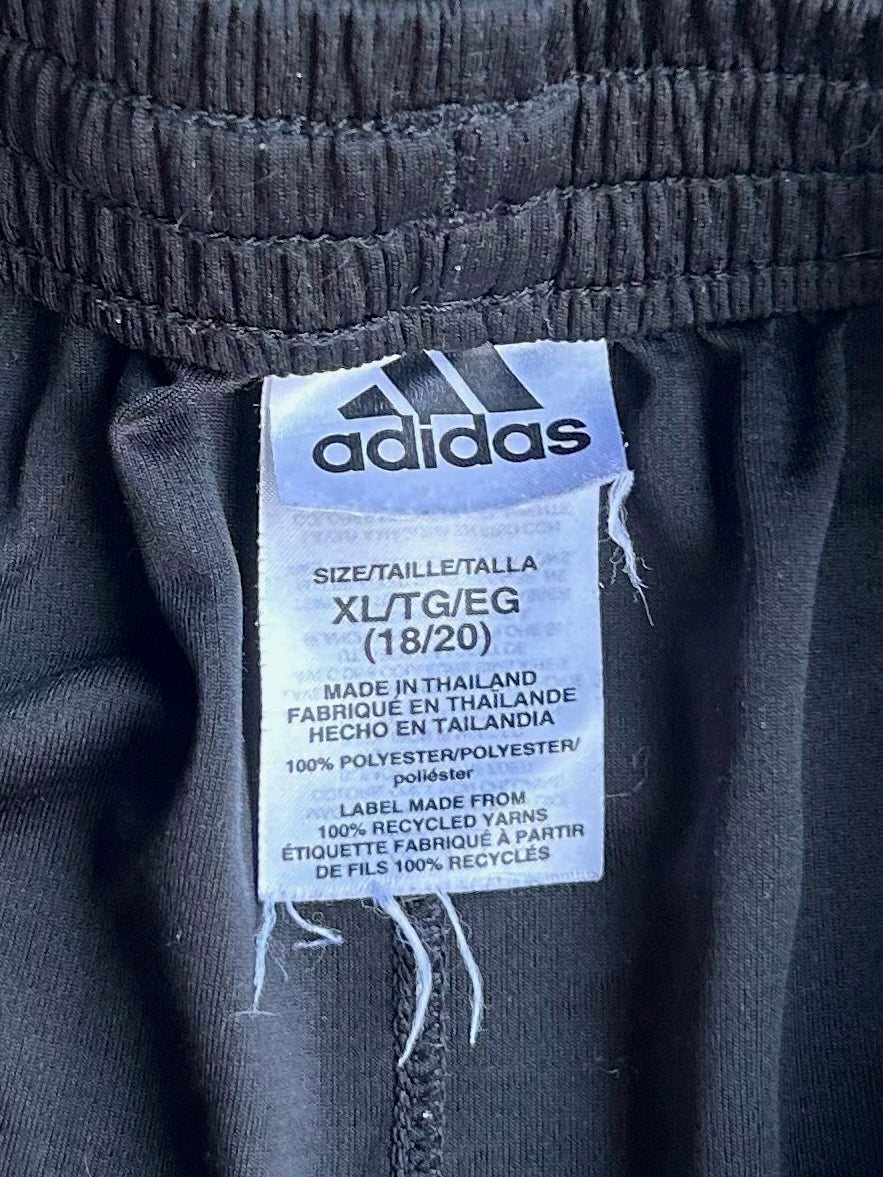 adidas
SIZE/TAILLE/TALLA
XL/TG/EG
(18/20)
MADE IN THAILAND
FABRIQUÉ EN THAÏLANDE
HECHO EN TAILANDIA
100% POLYESTER/POLYESTER/
poliéster
LABEL MADE FROM
100% RECYCLED YARNS
ÉTIQUETTE FABRIQUÉ À PARTIR
DE FILS 100% RECYCLÉS